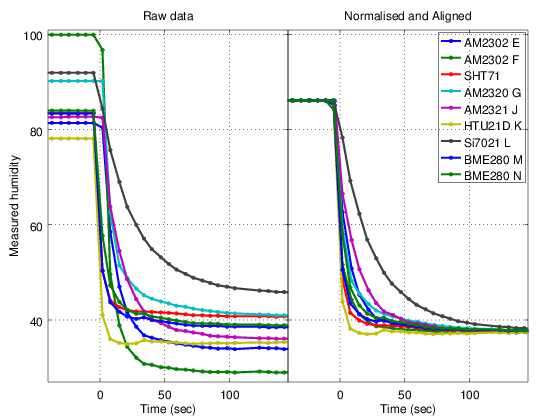 Raw data
Normalised and Aligned
100
80
60
40
Measured humidity
AM2302 E
AM2302 F
SHT71
AM2320 G
AM2321 J
HTU21D K
Si7021 L
BME280 M
BME280 N
0 50 100
0 50 100
Time (sec)
Time (sec)